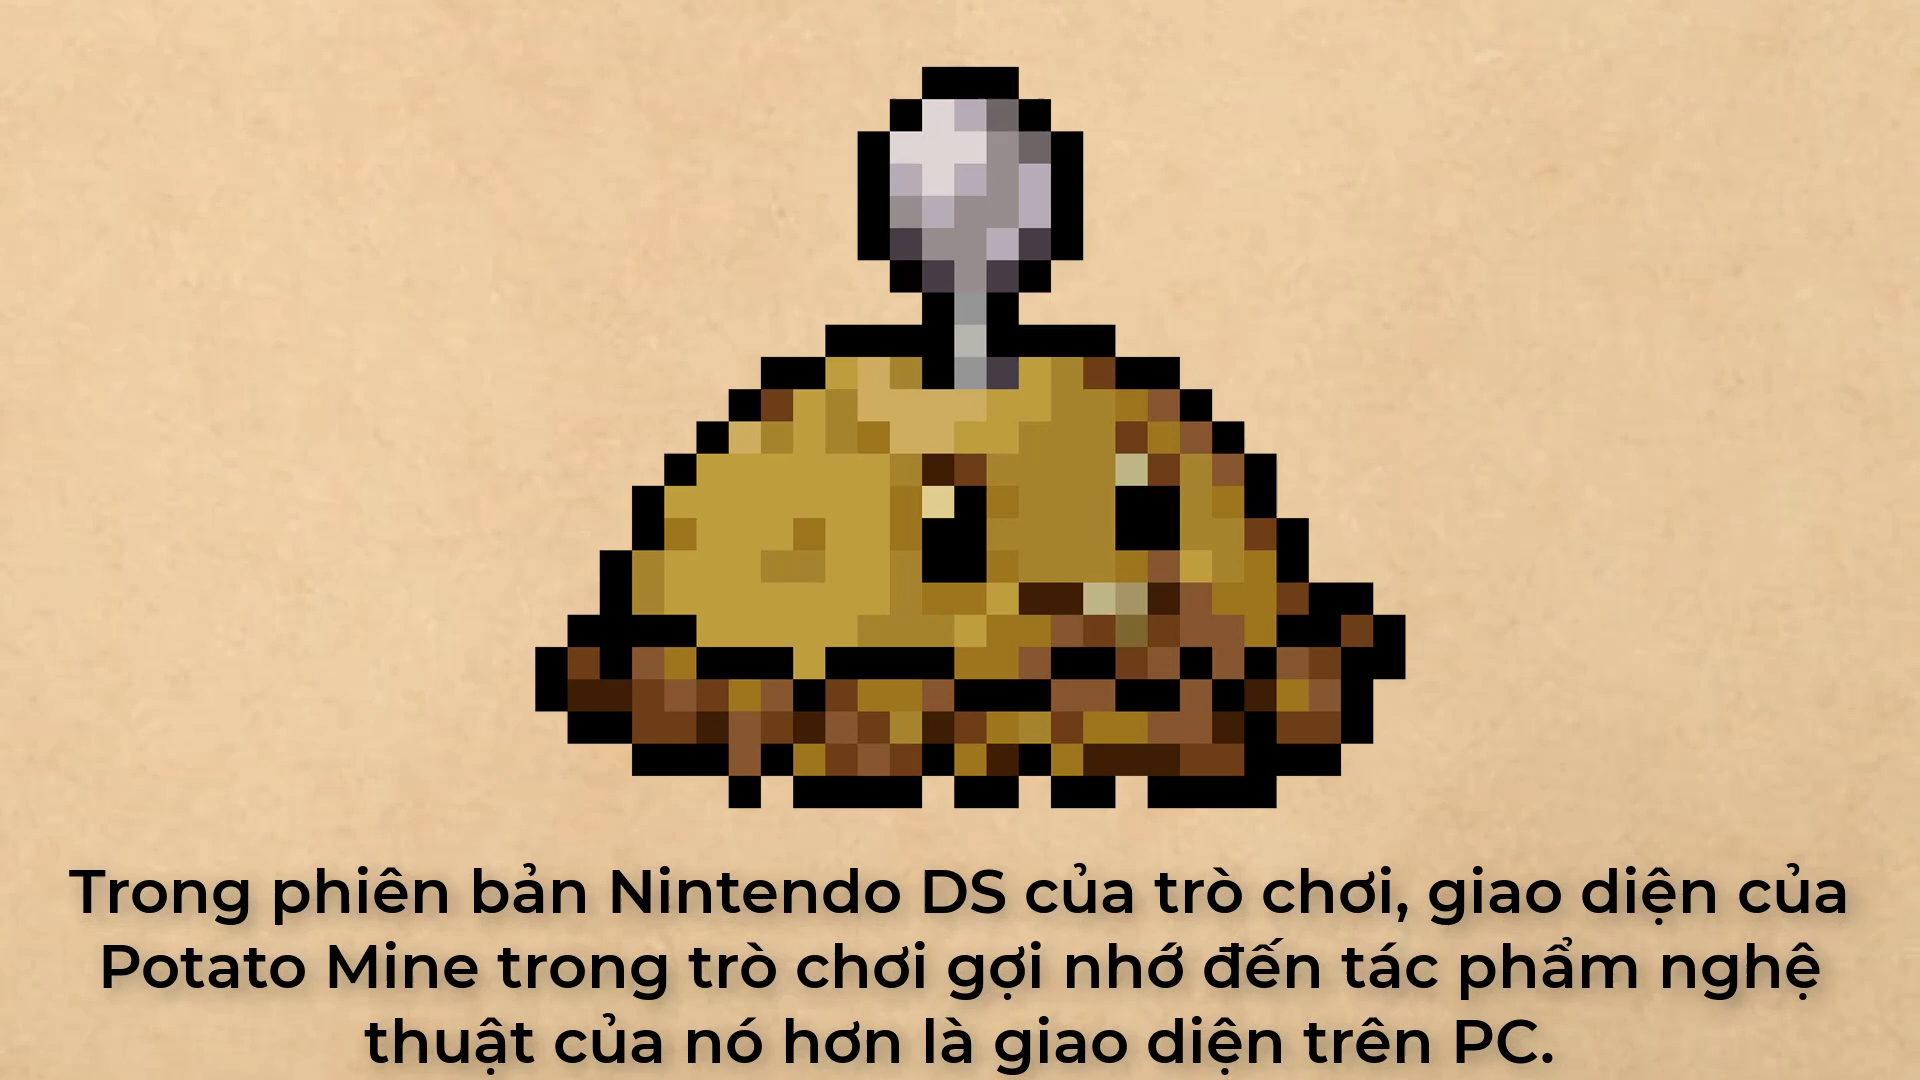 Trong phiên bản Nintendo DS của trò chơi, giao diện của
Potato Mine trong trò chơi gợi nhớ đến tác phẩm nghệ
thuật của nó hơn là giao diện trên PC.